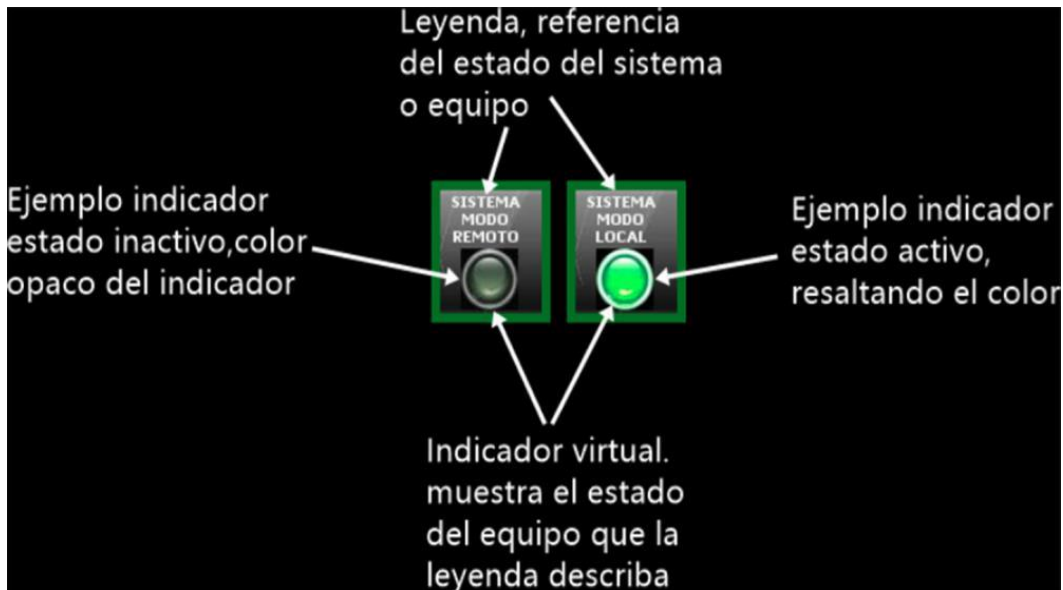 Leyenda, referencia
del estado del sistema
o equipo
Ejemplo indicador
estado inactivo,color
opaco del indicador
SISTEMA
MODO
REMOTO
SISTEMA
MODO
LOCAL
Ejemplo indicador
estado activo,
resaltando el color
Indicador virtual.
muestra el estado
del equipo que la
leyenda describa